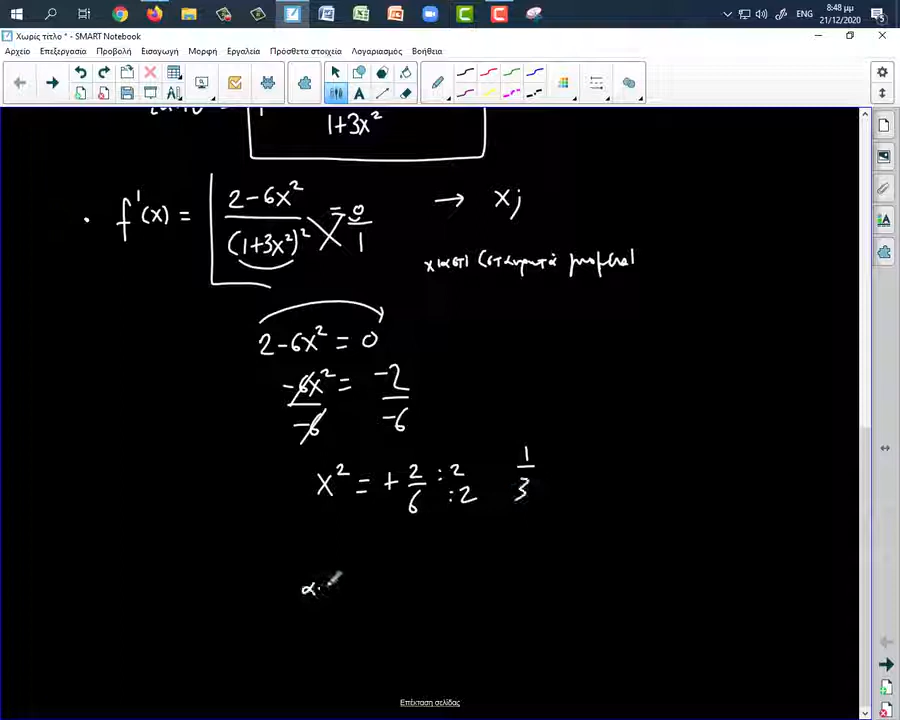 8:48 μμ
ENG
21/12/2020
Χωρίς τίτλο * - SMART Notebook
Αρχείο Επεξεργασία Προβολή Εισαγωγή Μορφή Εργαλεία Πρόσθετα στοιχεία Λογαριασμός Βοήθεια
1+3x²
· f'(x) = 2-6x² / (1+3x²)² = 0/1 → x;
χιαστί
2-6x² = 0
-6x² / -6 = -2 / -6
x² = + 2/6 :2 :2 1/3
α.
Επέκταση σελίδας